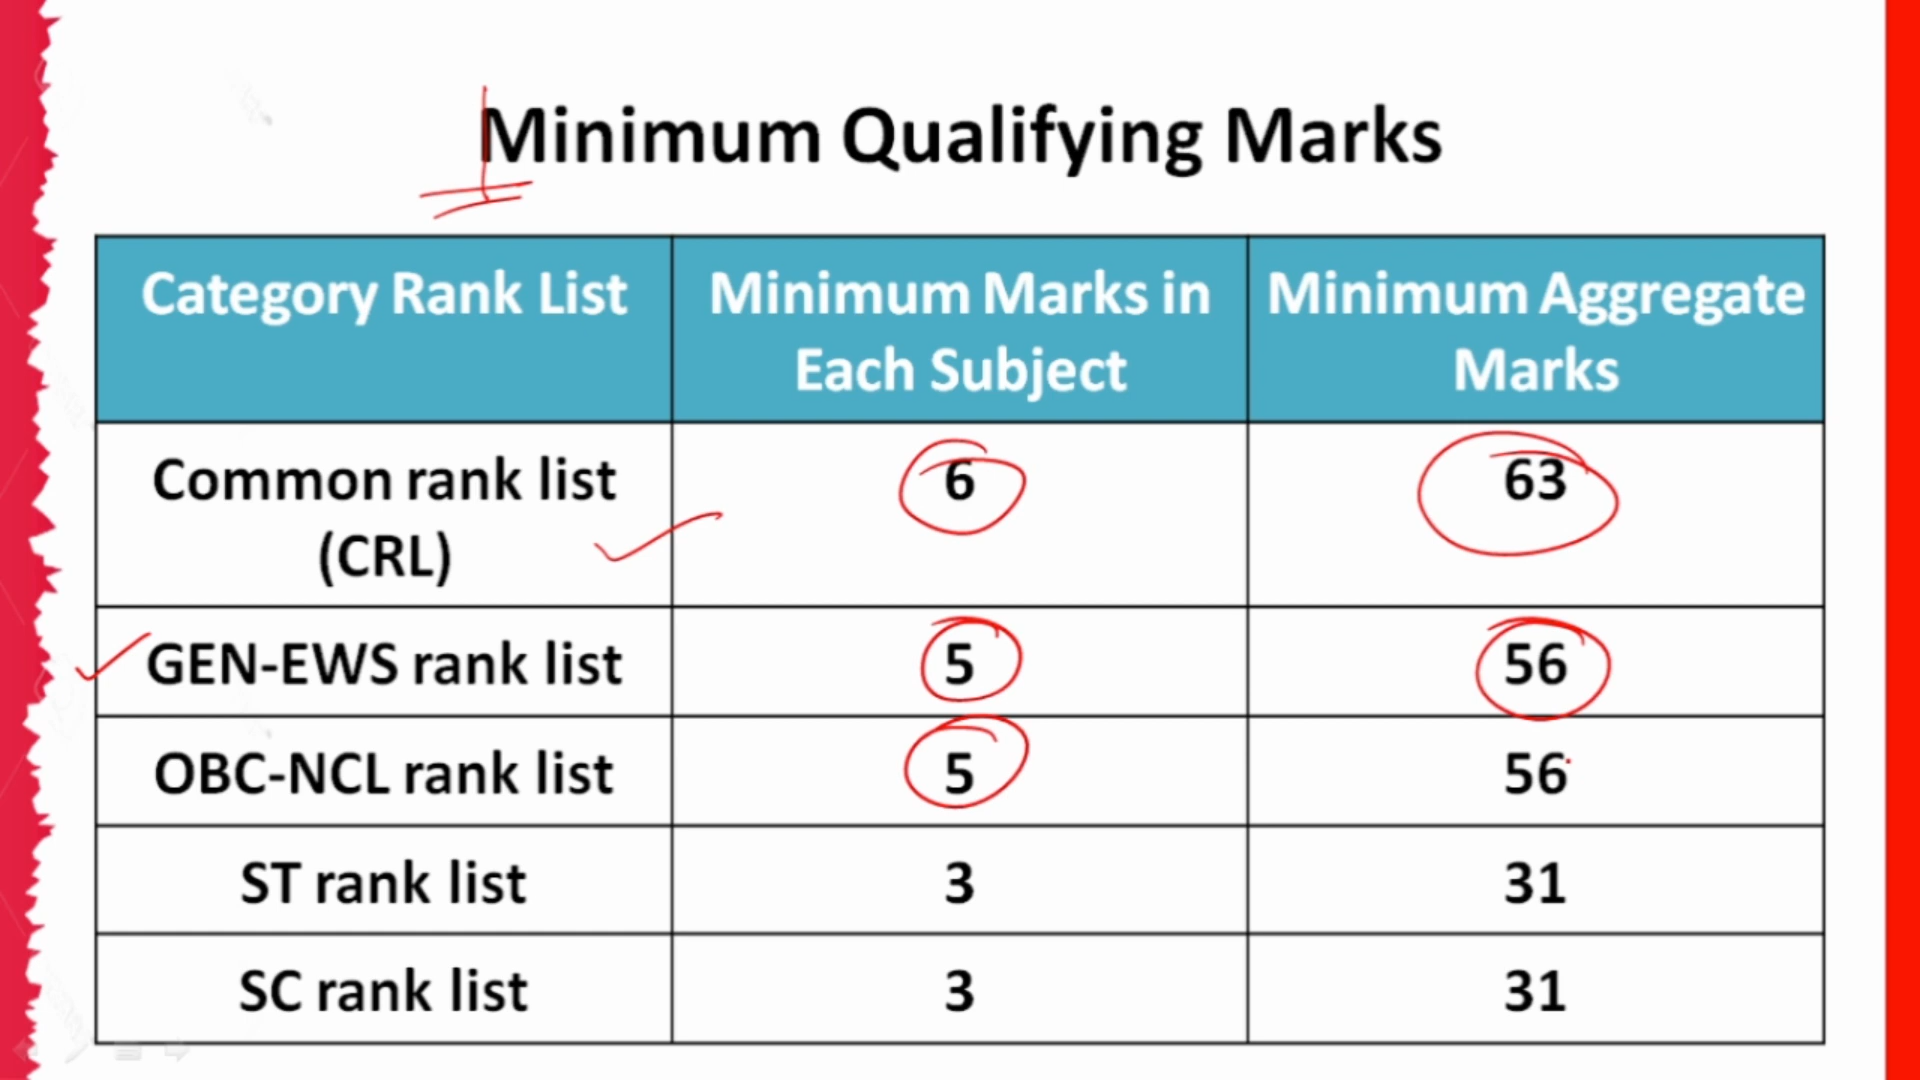 Minimum Qualifying Marks
Category Rank List
Minimum Marks in
Each Subject
Minimum Aggregate
Marks
Common rank list
(CRL)
6
63
GEN-EWS rank list
5
56
OBC-NCL rank list
5
56
ST rank list
3
31
SC rank list
3
31